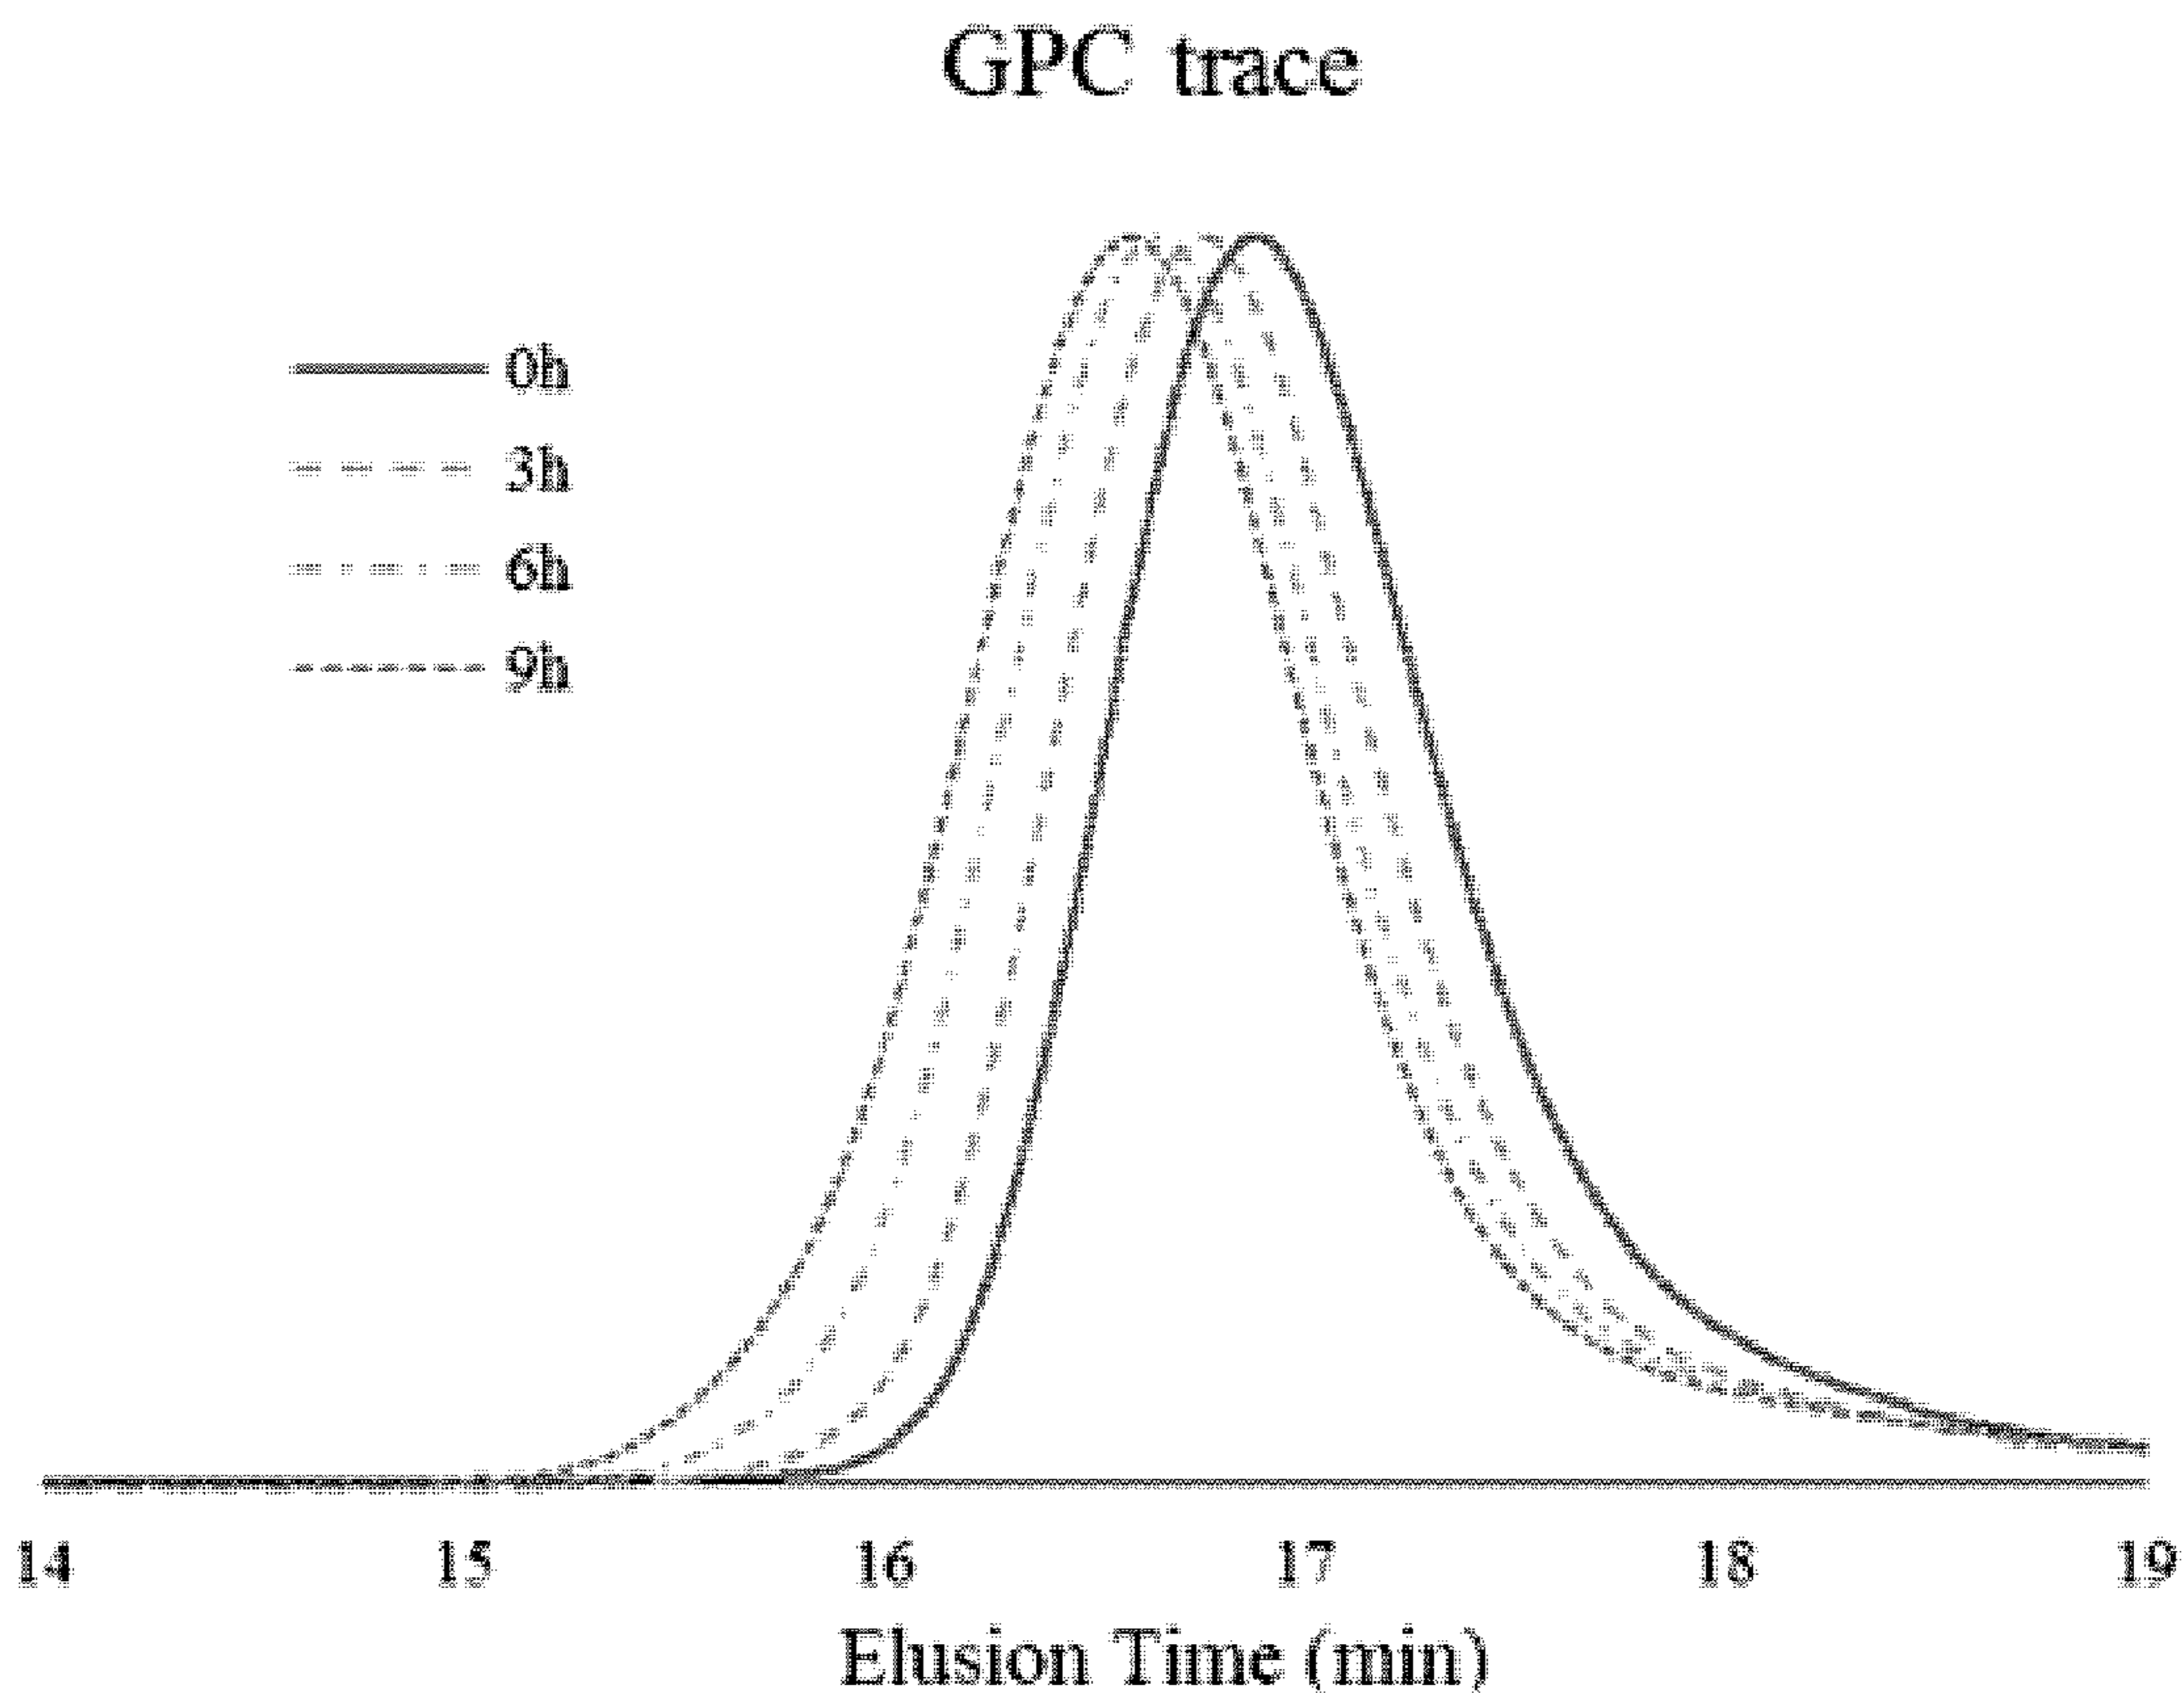 GPC trace
0h
3h
6h
9h
14 15 16 17 18 19
Elusion Time (min)